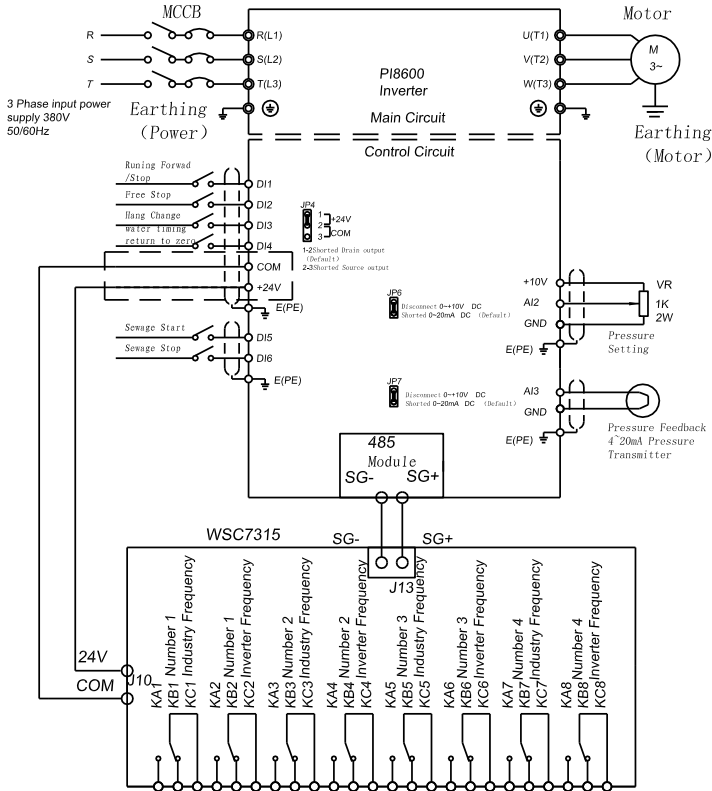 MCCB
Motor
R
R(L1)
U(T1)
S
S(L2)
V(T2)
T
T(L3)
W(T3)
M
3~
PI8600
Inverter
Main Circuit
3 Phase input power
supply 380V
50/60Hz
Earthing
(Power)
Earthing
(Motor)
Control Circuit
Runing Forwad
/Stop
DI1
Free Stop
DI2
Hang Change
DI3
water timing
return to zero
DI4
COM
+24V
E(PE)
JP4
1
2
3
+24V
COM
1-2Shorted Drain output
(Default)
2-3Shorted Source output
Sewage Start
DI5
Sewage Stop
DI6
E(PE)
JP6
Disconnect 0~+10V DC
Shorted 0~20mA DC (Default)
+10V
AI2
GND
E(PE)
VR
1K
2W
Pressure
Setting
JP7
Disconnect 0~+10V DC
Shorted 0~20mA DC (Default)
AI3
GND
E(PE)
Pressure Feedback
4~20mA Pressure
Transmitter
485
Module
SG-
SG+
WSC7315
SG-
SG+
J13
24V
COM
J10
KA1
KB1 Number 1
KC1 Industry Frequency
KA2
KB2 Number 1
KC2 Inverter Frequency
KA3
KB3 Number 2
KC3 Industry Frequency
KA4
KB4 Number 2
KC4 Inverter Frequency
KA5
KB5 Number 3
KC5 Industry Frequency
KA6
KB6 Number 3
KC6 Inverter Frequency
KA7
KB7 Number 4
KC7 Industry Frequency
KA8
KB8 Number 4
KC8 Inverter Frequency